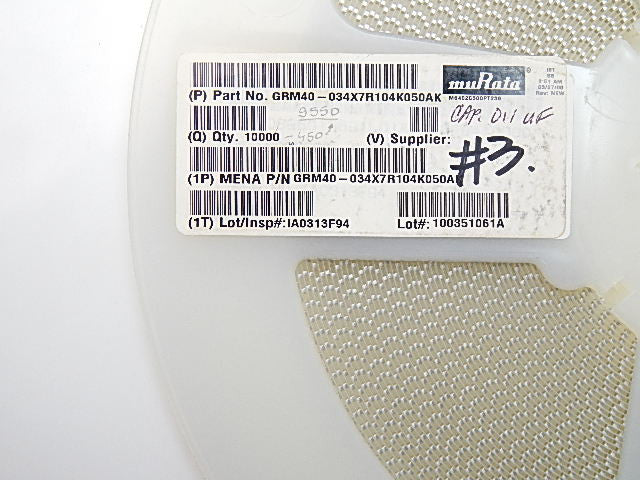 muRata
(P) Part No. GRM40-034X7R104K050AK
9550
CAP. 0.1 UF
(Q) Qty. 10000 -450
(V) Supplier:
#3.
(1P) MENA P/N GRM40-034X7R104K050A
(1T) Lot/Insp#:IA0313F94 Lot#: 100351061A